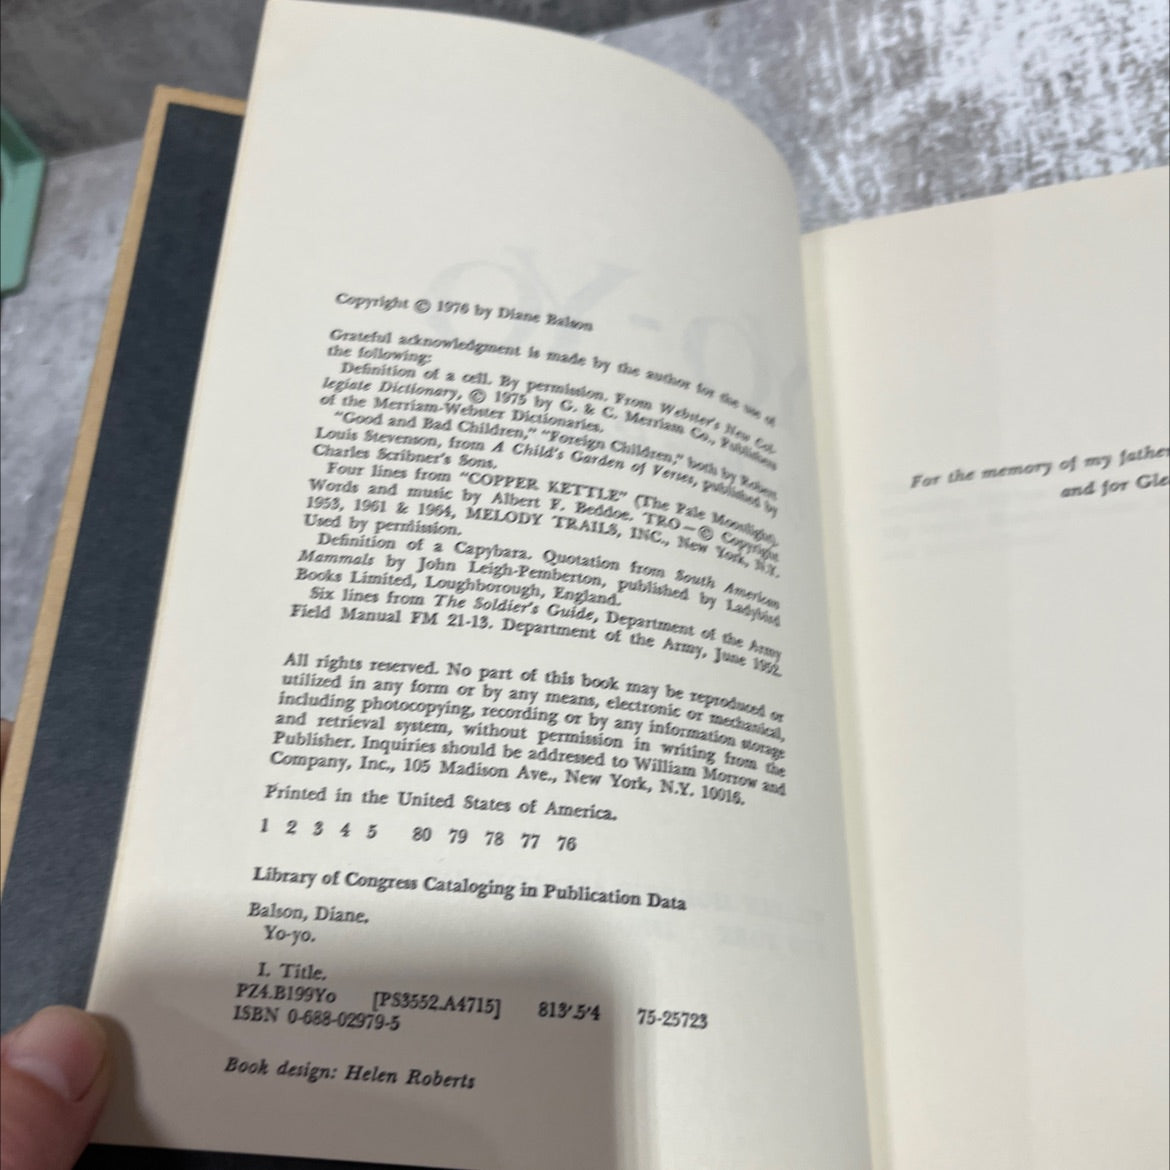 Copyright © 1976 by Diane Balson
Grateful acknowledgment is made by the author for the use of
the following:
Definition of a cell. By permission. From Webster's New Col-
legiate Dictionary, © 1975 by G. & C. Merriam Co., Publishers
of the Merriam-Webster Dictionaries.
"Good and Bad Children," "Foreign Children," both by Robert
Louis Stevenson, from A Child's Garden of Verses, published by
Charles Scribner's Sons.
Four lines from "COPPER KETTLE" (The Pale Moonlight).
Words and music by Albert F. Beddoe. TRO—© Copyright
1953, 1961 & 1964, MELODY TRAILS, INC., New York, N.Y.
Used by permission.
Definition of a Capybara. Quotation from South American
Mammals by John Leigh-Pemberton, published by Ladybird
Books Limited, Loughborough, England.
Six lines from The Soldier's Guide, Department of the Army
Field Manual FM 21-13. Department of the Army, June 1952.
All rights reserved. No part of this book may be reproduced or
utilized in any form or by any means, electronic or mechanical,
including photocopying, recording or by any information storage
and retrieval system, without permission in writing from the
Publisher. Inquiries should be addressed to William Morrow and
Company, Inc., 105 Madison Ave., New York, N.Y. 10016.
Printed in the United States of America.
1 2 3 4 5 80 79 78 77 76
Library of Congress Cataloging in Publication Data
Balson, Diane.
Yo-yo.
I. Title.
PZ4.B199Yo [PS3552.A4715] 813'.5'4 75-25723
ISBN 0-688-02979-5
Book design: Helen Roberts
For the memory of my father
and for Gle